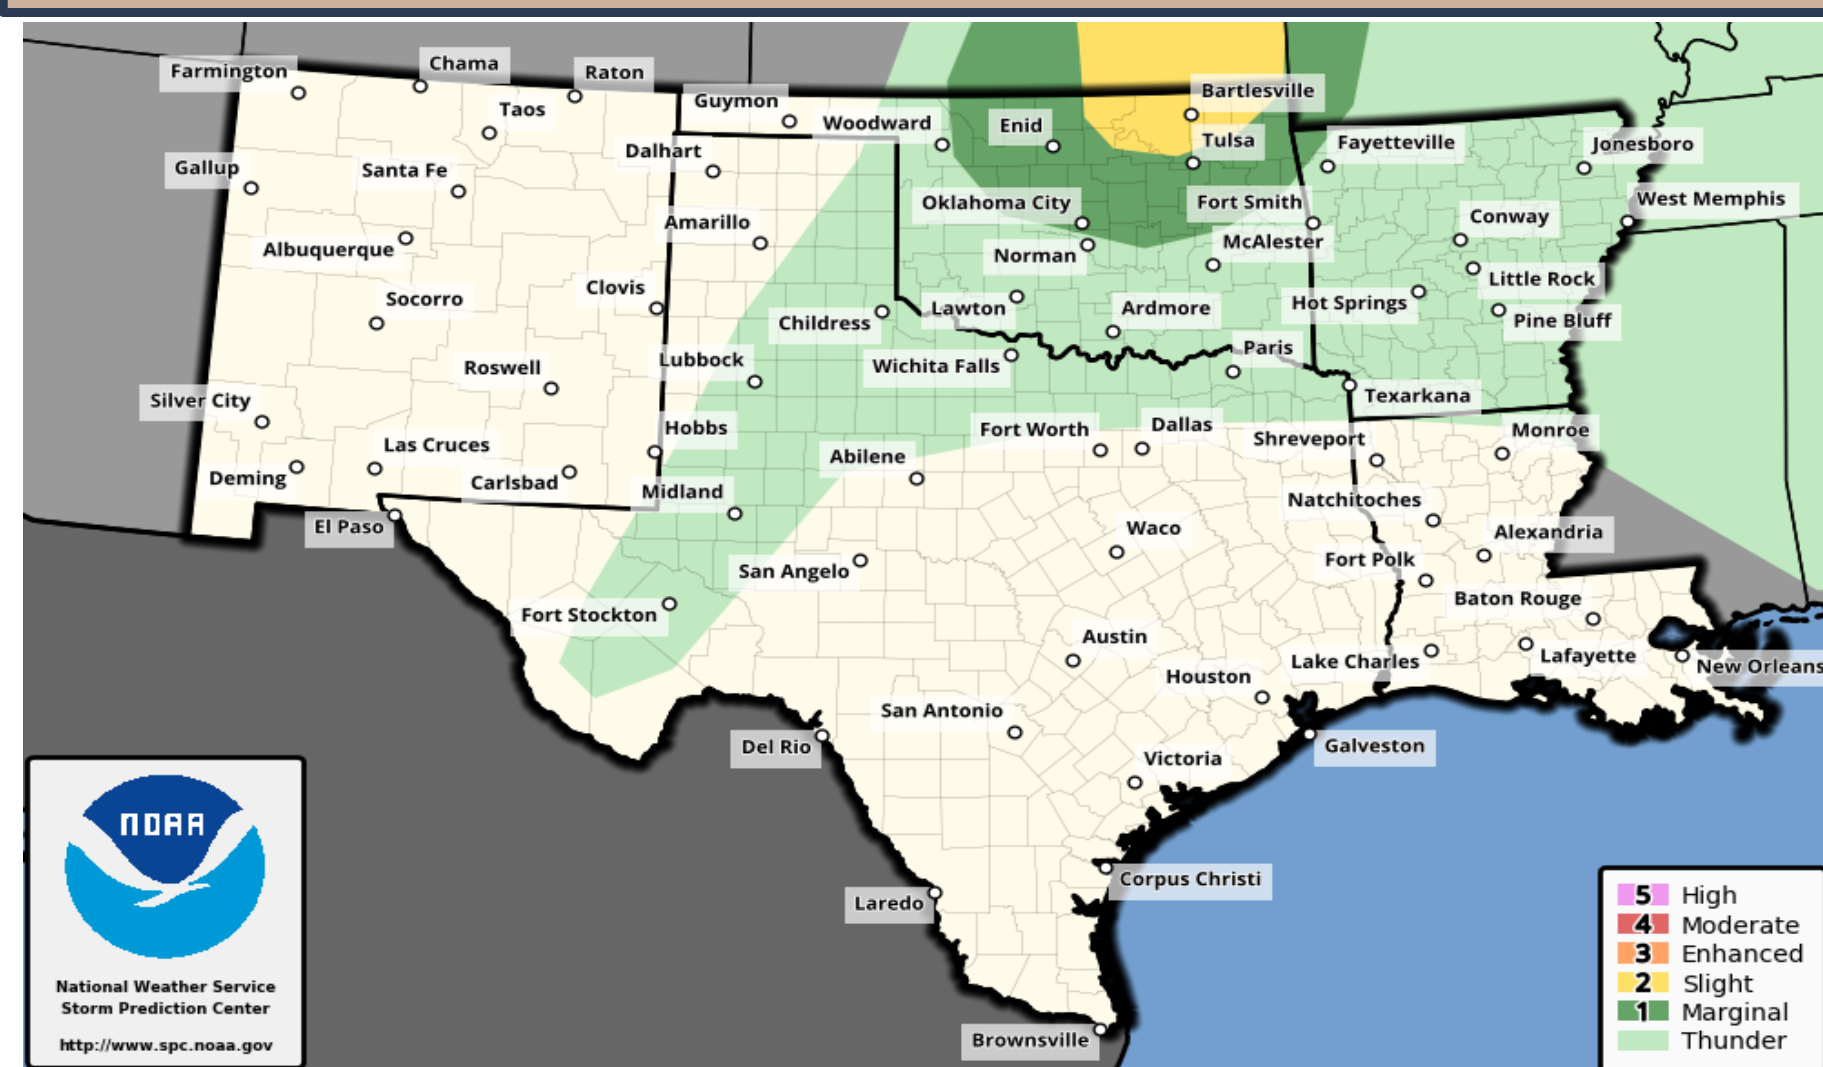 Farmington
Chama
Raton
Taos
Guymon
Woodward
Enid
Bartlesville
Tulsa
Fayetteville
Jonesboro
Gallup
Santa Fe
Dalhart
Oklahoma City
Fort Smith
West Memphis
Albuquerque
Amarillo
Norman
McAlester
Conway
Socorro
Clovis
Childress
Lawton
Ardmore
Hot Springs
Little Rock
Pine Bluff
Roswell
Lubbock
Wichita Falls
Paris
Silver City
Texarkana
Las Cruces
Hobbs
Abilene
Fort Worth
Dallas
Shreveport
Monroe
Deming
Carlsbad
Midland
Natchitoches
El Paso
Waco
Alexandria
San Angelo
Fort Polk
Fort Stockton
Baton Rouge
Austin
Lake Charles
Lafayette
New Orleans
Houston
San Antonio
Del Rio
Galveston
Victoria
Corpus Christi
Laredo
Brownsville
NOAA
National Weather Service
Storm Prediction Center
http://www.spc.noaa.gov
5 High
4 Moderate
3 Enhanced
2 Slight
1 Marginal
Thunder